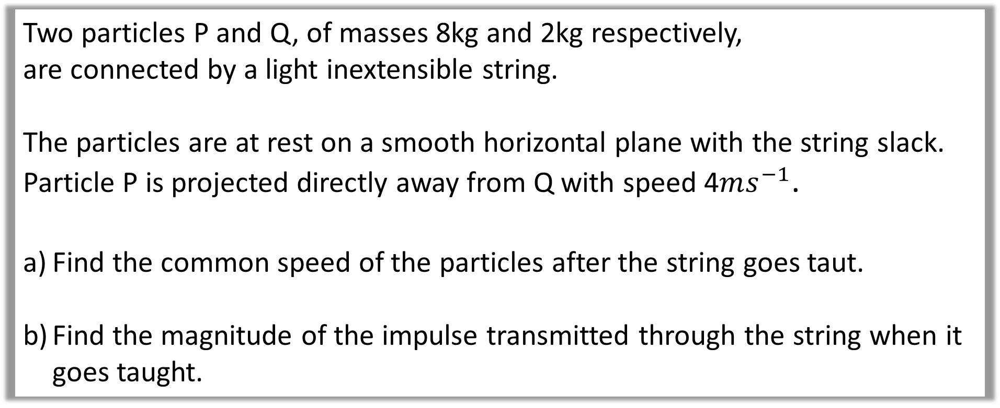 Two particles P and Q, of masses 8kg and 2kg respectively,
are connected by a light inextensible string.
The particles are at rest on a smooth horizontal plane with the string slack.
Particle P is projected directly away from Q with speed 4ms⁻¹.
a) Find the common speed of the particles after the string goes taut.
b) Find the magnitude of the impulse transmitted through the string when it
goes taught.